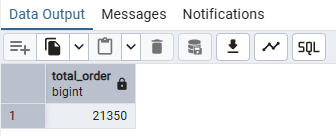 Data Output Messages Notifications
SQL
total_order
bigint
1 21350